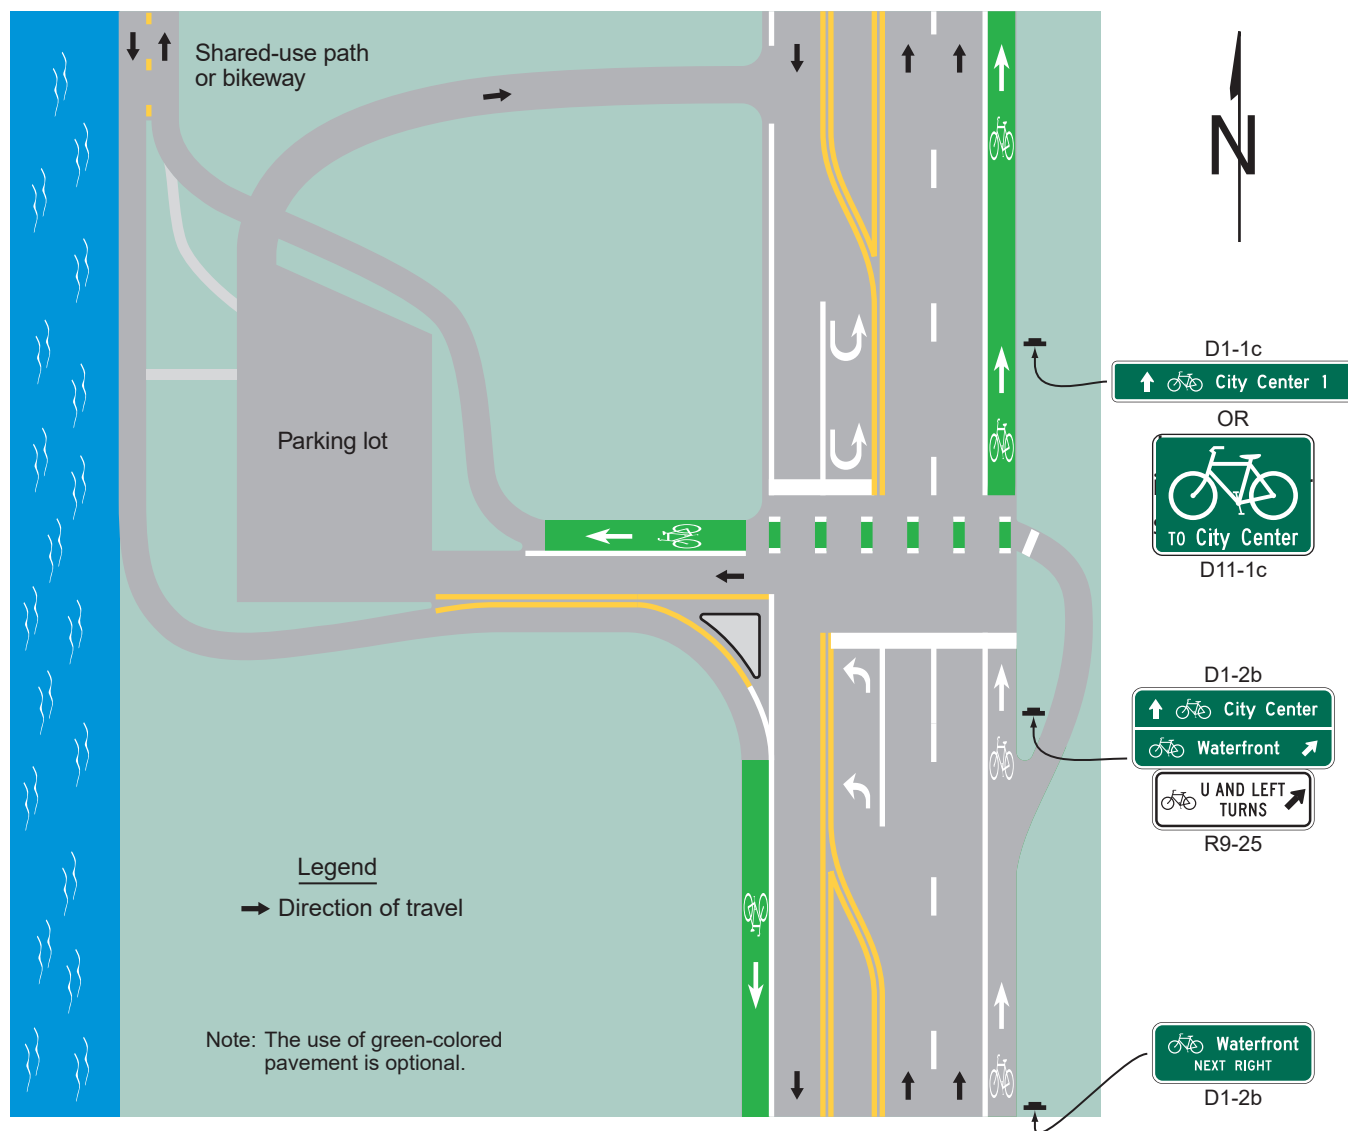 Shared-use path
or bikeway
N
D1-1c
City Center 1
OR
TO City Center
D11-1c
Parking lot
D1-2b
City Center
Waterfront
U AND LEFT
TURNS
R9-25
Legend
Direction of travel
Note: The use of green-colored
pavement is optional.
Waterfront
NEXT RIGHT
D1-2b